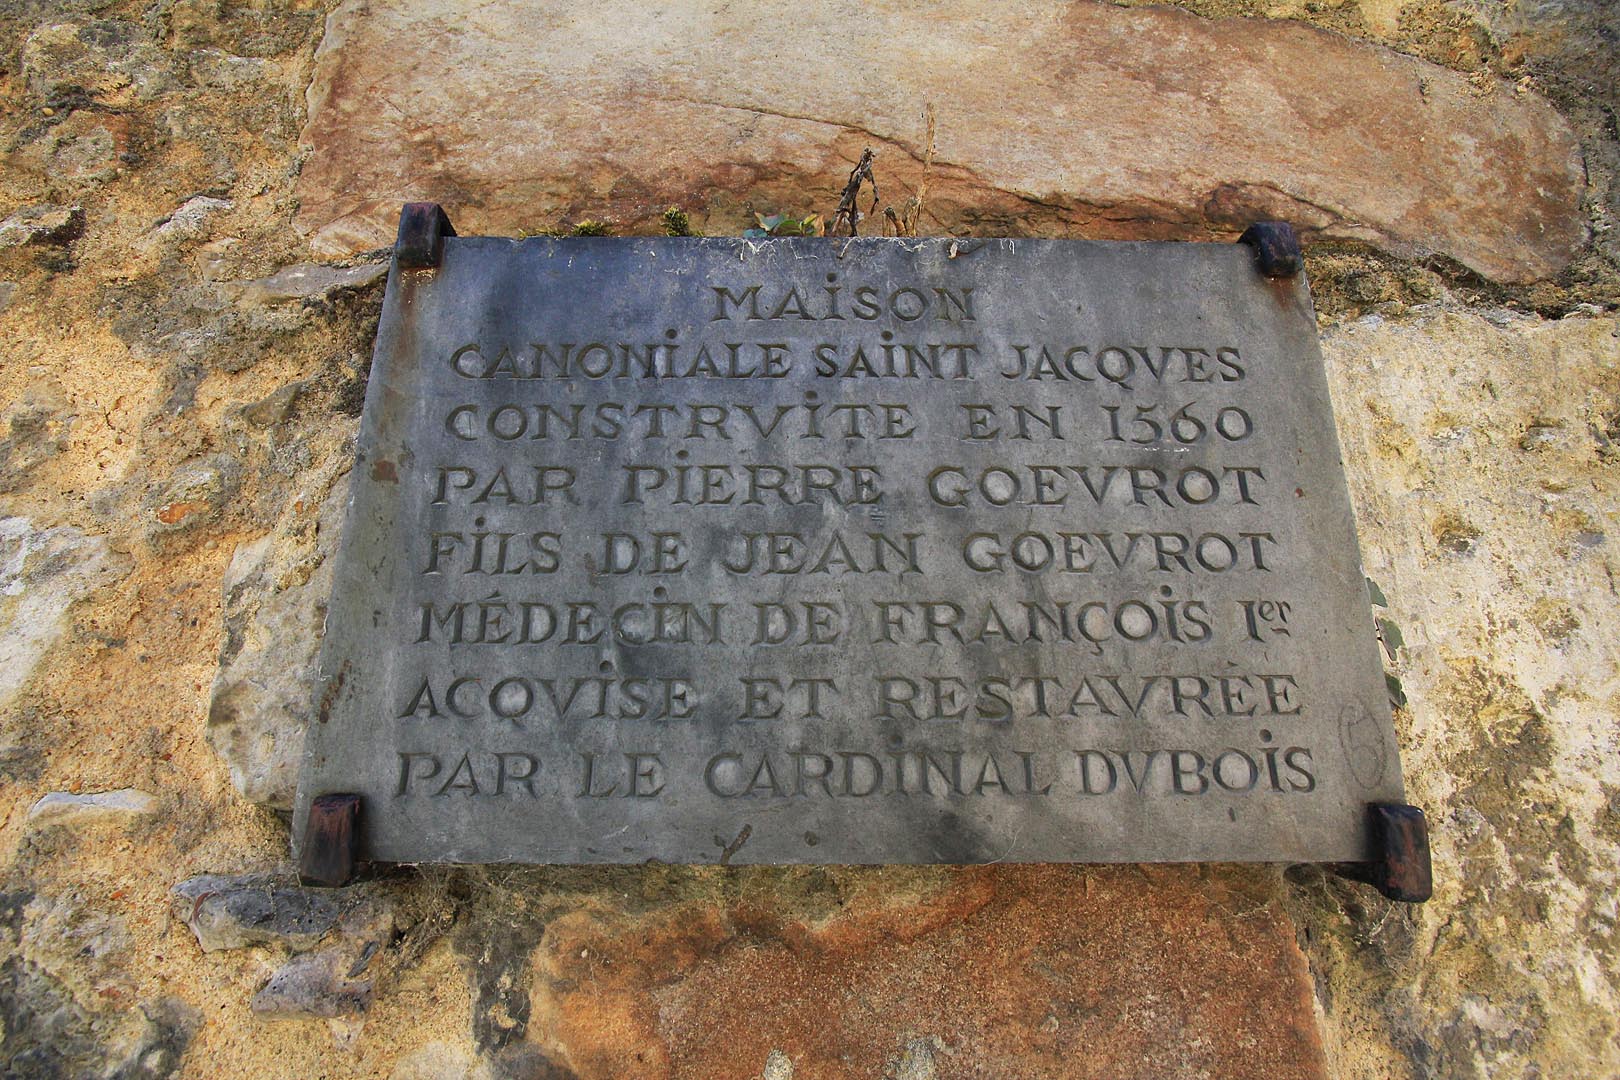 MAISON
CANONIALE SAINT JACQVES
CONSTRVITE EN 1560
PAR PIERRE GOEVROT
FILS DE JEAN GOEVROT
MÉDECIN DE FRANÇOIS Ier
ACQVISE ET RESTAVRÈE
PAR LE CARDINAL DVBOIS